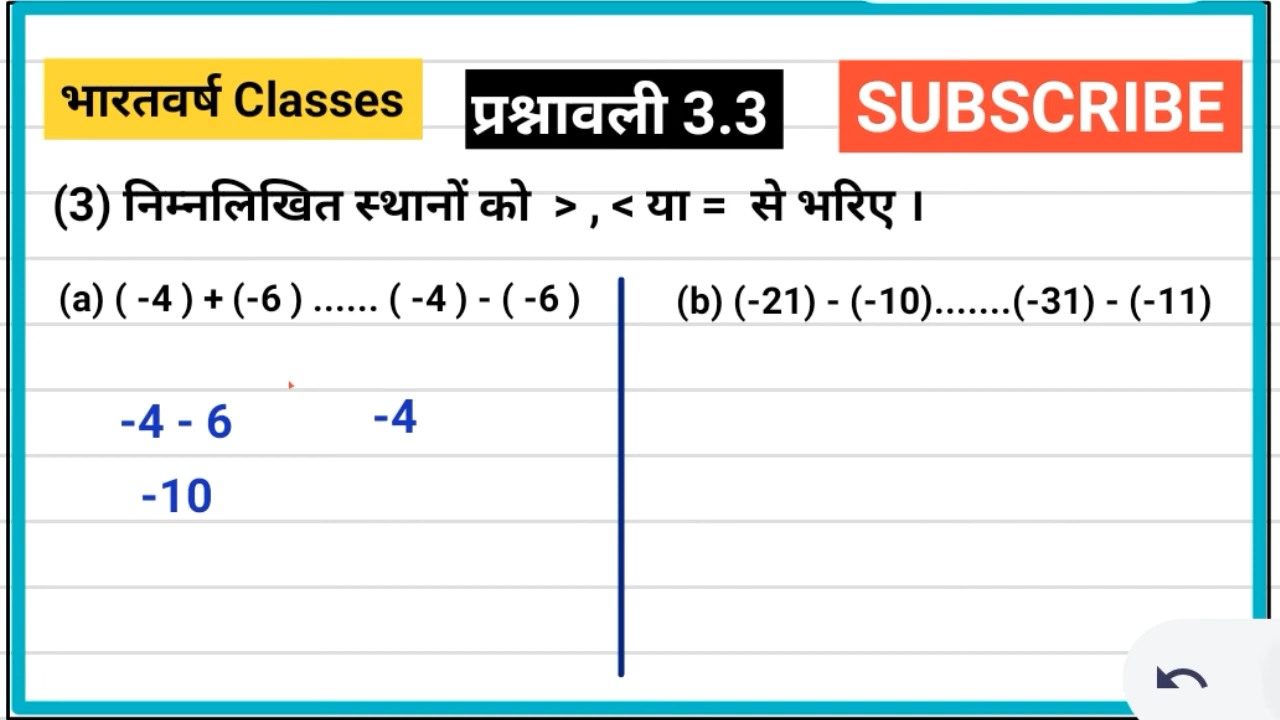 भारतवर्ष Classes
प्रश्नावली 3.3
SUBSCRIBE
(3) निम्नलिखित स्थानों को > , < या = से भरिए ।
(a) ( -4 ) + (-6 ) ...... ( -4 ) - ( -6 )
-4 - 6
-4
-10
(b) (-21) - (-10).......(-31) - (-11)